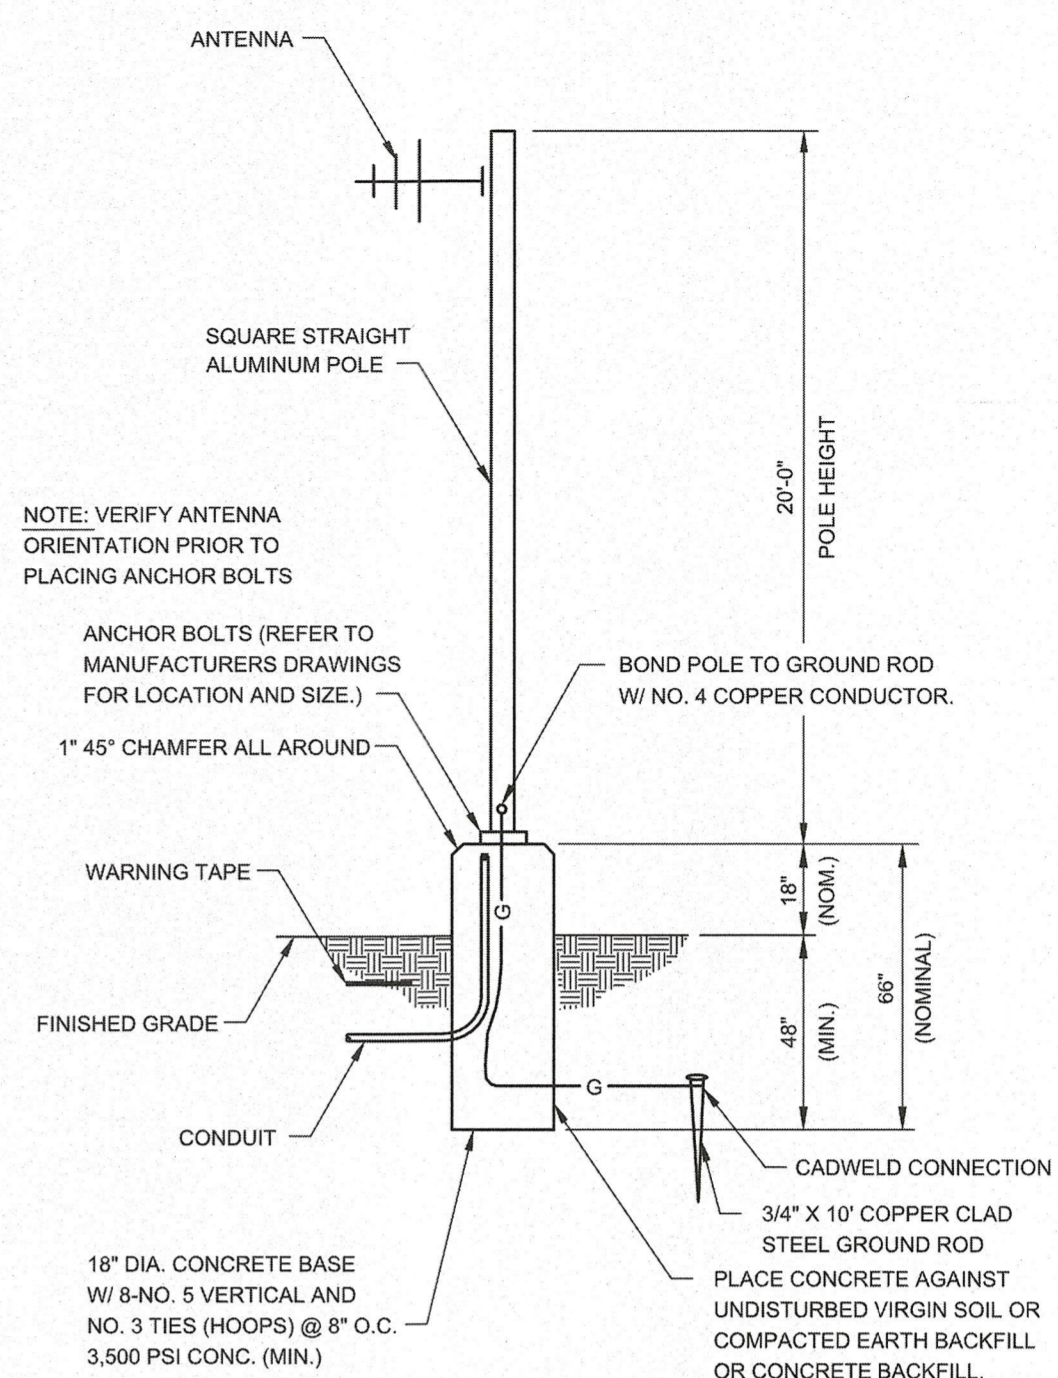 ANTENNA
SQUARE STRAIGHT
ALUMINUM POLE
20'-0"
POLE HEIGHT
NOTE: VERIFY ANTENNA
ORIENTATION PRIOR TO
PLACING ANCHOR BOLTS
ANCHOR BOLTS (REFER TO
MANUFACTURERS DRAWINGS
FOR LOCATION AND SIZE.)
BOND POLE TO GROUND ROD
W/ NO. 4 COPPER CONDUCTOR.
1" 45° CHAMFER ALL AROUND
WARNING TAPE
18"
(NOM.)
G
FINISHED GRADE
48"
(MIN.)
66"
(NOMINAL)
G
CONDUIT
CADWELD CONNECTION
3/4" X 10' COPPER CLAD
STEEL GROUND ROD
18" DIA. CONCRETE BASE
W/ 8-NO. 5 VERTICAL AND
NO. 3 TIES (HOOPS) @ 8" O.C.
3,500 PSI CONC. (MIN.)
PLACE CONCRETE AGAINST
UNDISTURBED VIRGIN SOIL OR
COMPACTED EARTH BACKFILL
OR CONCRETE BACKFILL.